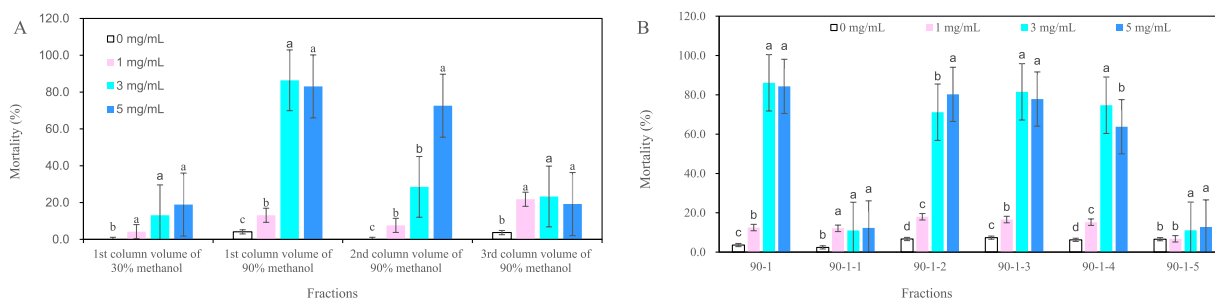 A
120.0
100.0
80.0
60.0
40.0
20.0
0.0
Mortality (%)
0 mg/mL
1 mg/mL
3 mg/mL
5 mg/mL
b a a a
c b a a
c b b a
b a a a
1st column volume of 30% methanol
1st column volume of 90% methanol
2nd column volume of 90% methanol
3rd column volume of 90% methanol
Fractions
B
120.0
100.0
80.0
60.0
40.0
20.0
0.0
Mortality (%)
0 mg/mL 1 mg/mL 3 mg/mL 5 mg/mL
c b a a
b a a a
d c b a
c b a a
d c a b
b b a a
90-1 90-1-1 90-1-2 90-1-3 90-1-4 90-1-5
Fractions